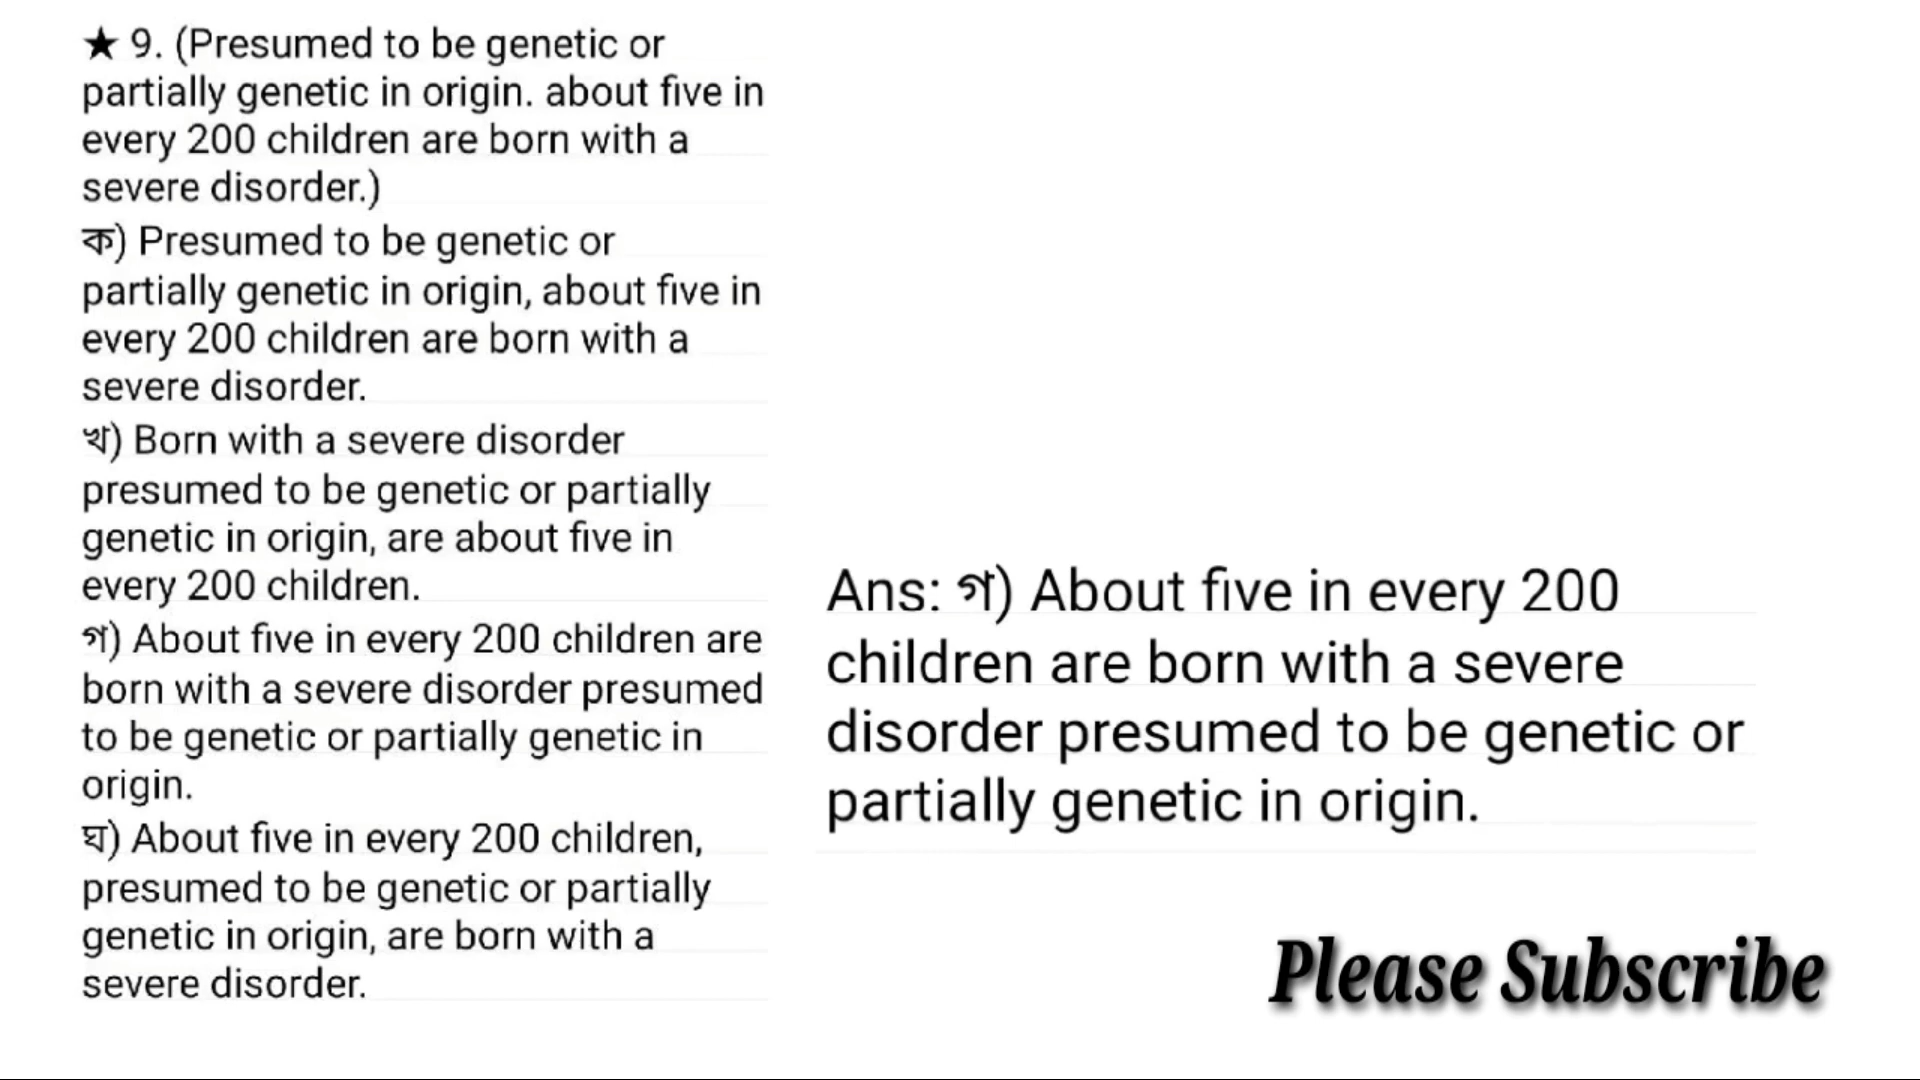 ★ 9. (Presumed to be genetic or
partially genetic in origin. about five in
every 200 children are born with a
severe disorder.)
ক) Presumed to be genetic or
partially genetic in origin, about five in
every 200 children are born with a
severe disorder.
খ) Born with a severe disorder
presumed to be genetic or partially
genetic in origin, are about five in
every 200 children.
গ) About five in every 200 children are
born with a severe disorder presumed
to be genetic or partially genetic in
origin.
ঘ) About five in every 200 children,
presumed to be genetic or partially
genetic in origin, are born with a
severe disorder.
Ans: গ) About five in every 200
children are born with a severe
disorder presumed to be genetic or
partially genetic in origin.
Please Subscribe